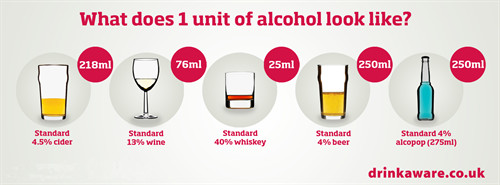 What does 1 unit of alcohol look like?
218ml
76ml
25ml
250ml
250ml
Standard
4.5% cider
Standard
13% wine
Standard
40% whiskey
Standard
4% beer
Standard 4%
alcopop (275ml)
drinkaware.co.uk